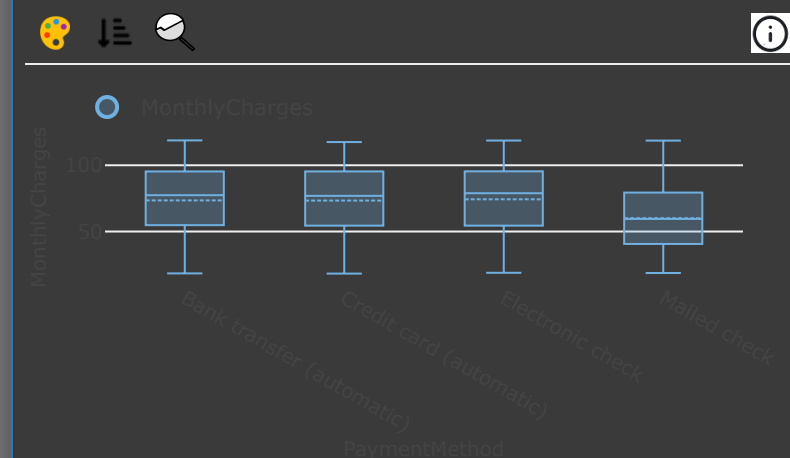 MonthlyCharges
MonthlyCharges
100
50
Bank transfer (automatic)
Credit card (automatic)
Electronic check
Mailed check
PaymentMethod